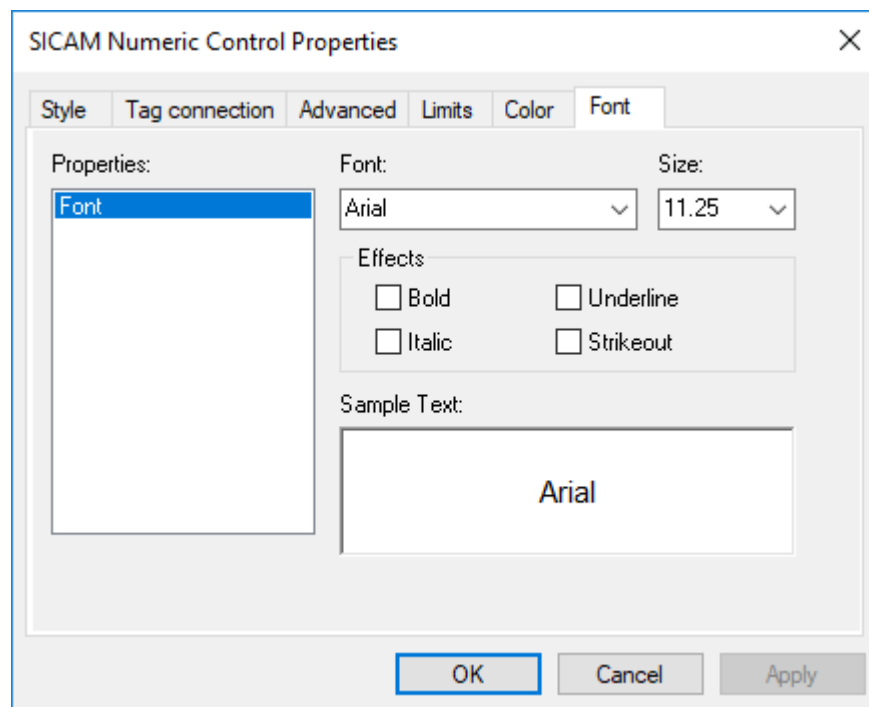 SICAM Numeric Control Properties
Style Tag connection Advanced Limits Color Font
Properties: Font: Size:
Font Arial 11.25
Effects
Bold Underline
Italic Strikeout
Sample Text:
Arial
OK Cancel Apply